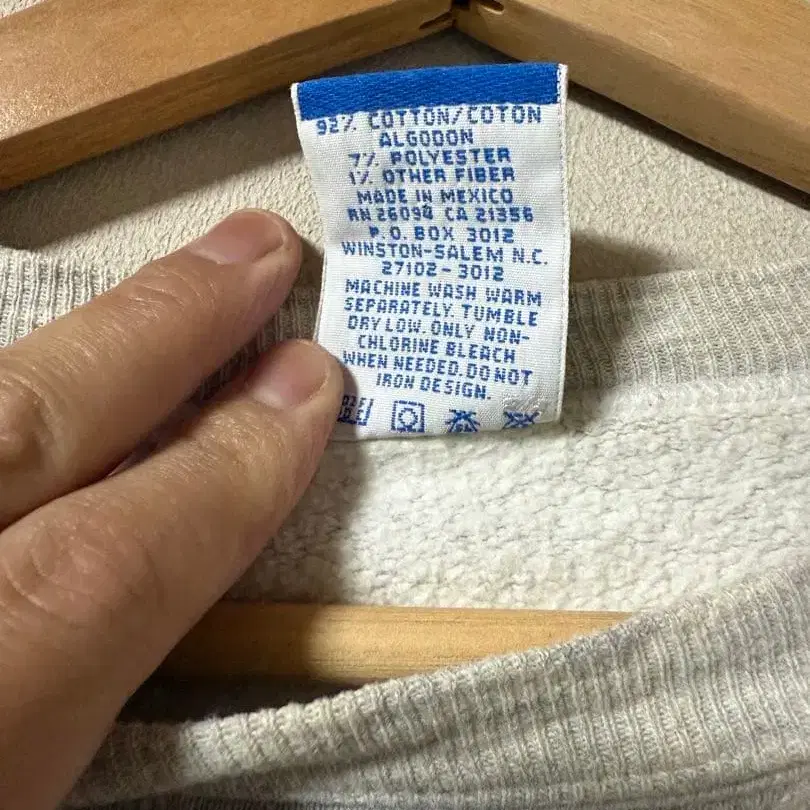 92% COTTON/COTON
ALGODON
7% POLYESTER
1% OTHER FIBER
MADE IN MEXICO
RN 26094 CA 21356
P.O. BOX 3012
WINSTON-SALEM N.C.
27102-3012
MACHINE WASH WARM
SEPARATELY. TUMBLE
DRY LOW. ONLY NON-
CHLORINE BLEACH
WHEN NEEDED. DO NOT
IRON DESIGN.